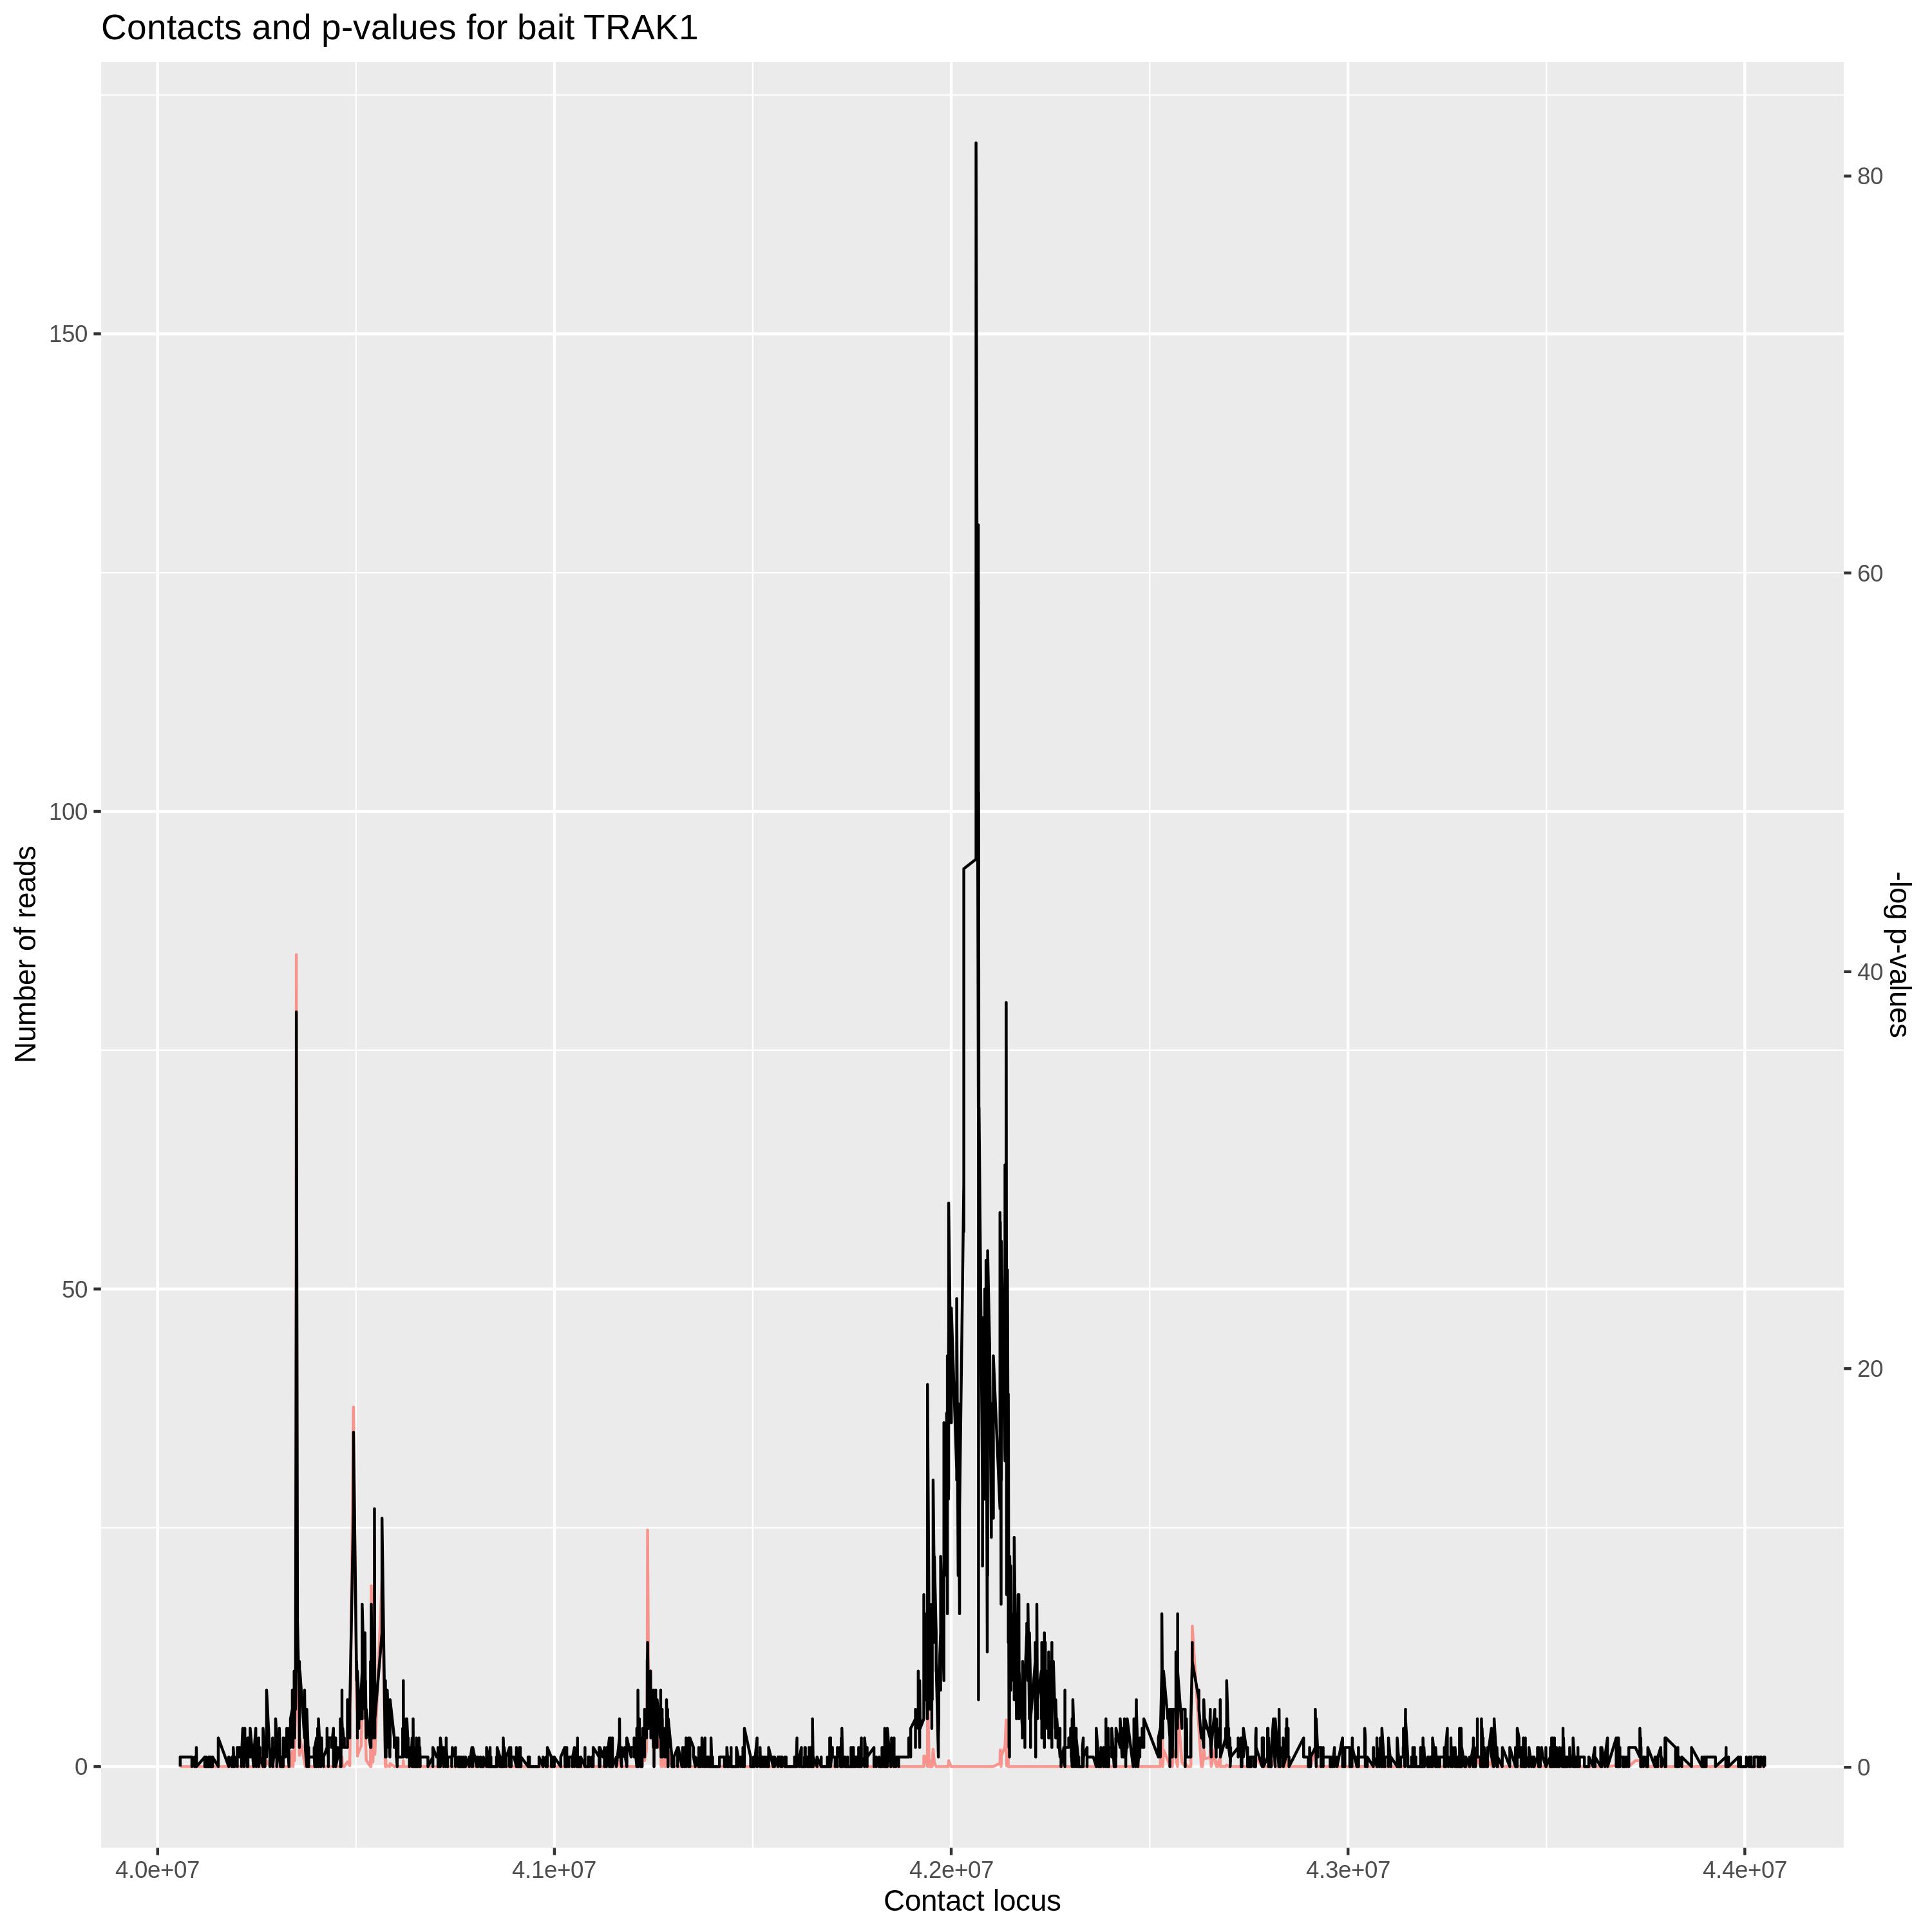 Contacts and p-values for bait TRAK1
150
100
50
0
Number of reads
80
60
40
20
0
-log p-values
4.0e+07
4.1e+07
4.2e+07
4.3e+07
4.4e+07
Contact locus